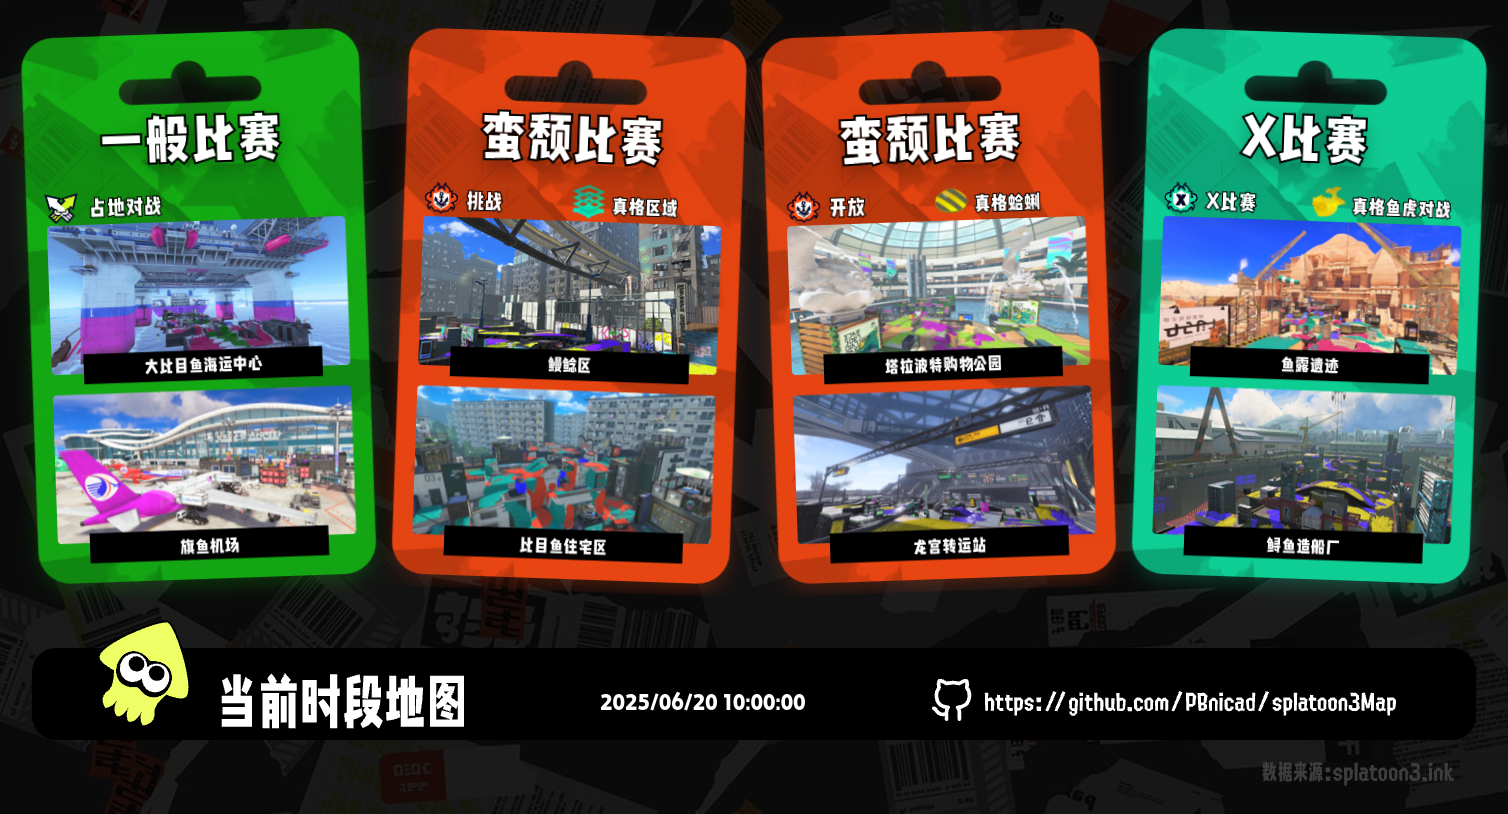 一般比赛
占地对战
大比目鱼海运中心
旗鱼机场
蛮颓比赛
挑战
真格区域
鳗鲶区
比目鱼住宅区
蛮颓比赛
开放
真格蛤蜊
塔拉波特购物公园
龙宫转运站
X比赛
X比赛
真格鱼虎对战
鱼露遗迹
鲟鱼造船厂
当前时段地图
2025/06/20 10:00:00
https://github.com/PBnicad/splatoon3Map
数据来源:splatoon3.ink